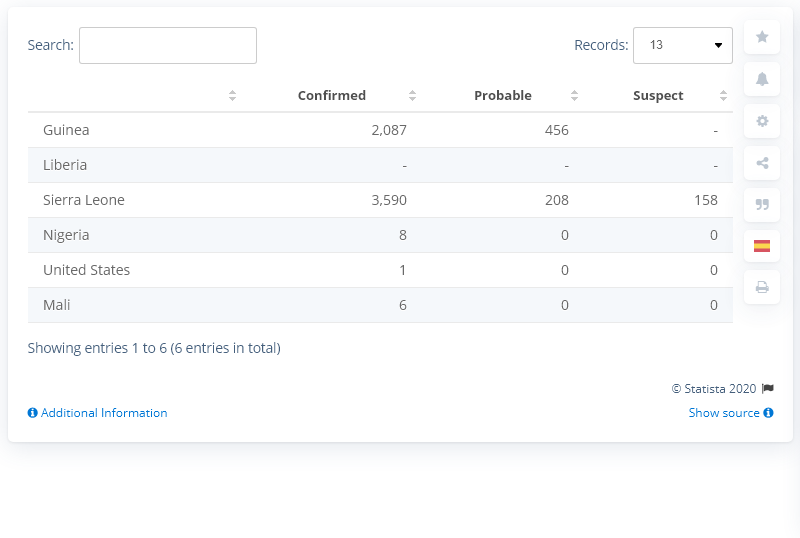 Search: Records: 13
Confirmed Probable Suspect
Guinea 2,087 456 -
Liberia - - -
Sierra Leone 3,590 208 158
Nigeria 8 0 0
United States 1 0 0
Mali 6 0 0
Showing entries 1 to 6 (6 entries in total)
© Statista 2020
Additional Information Show source